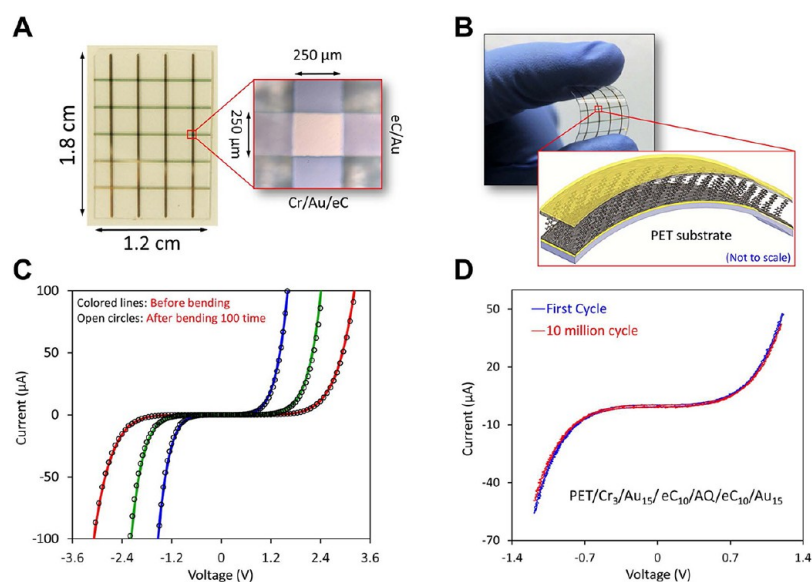 A
1.8 cm
1.2 cm
250 µm
250 µm
eC/Au
Cr/Au/eC
B
PET substrate
(Not to scale)
C
Colored lines: Before bending
Open circles: After bending 100 time
Current (µA)
100
50
0
-50
-100
-3.6 -2.4 -1.2 0 1.2 2.4 3.6
Voltage (V)
D
First Cycle
10 million cycle
Current (µA)
50
20
-10
-40
-70
PET/Cr₃/Au₁₅/eC₁₀/AQ/eC₁₀/Au₁₅
-1.4 -0.7 0 0.7 1.4
Voltage (V)